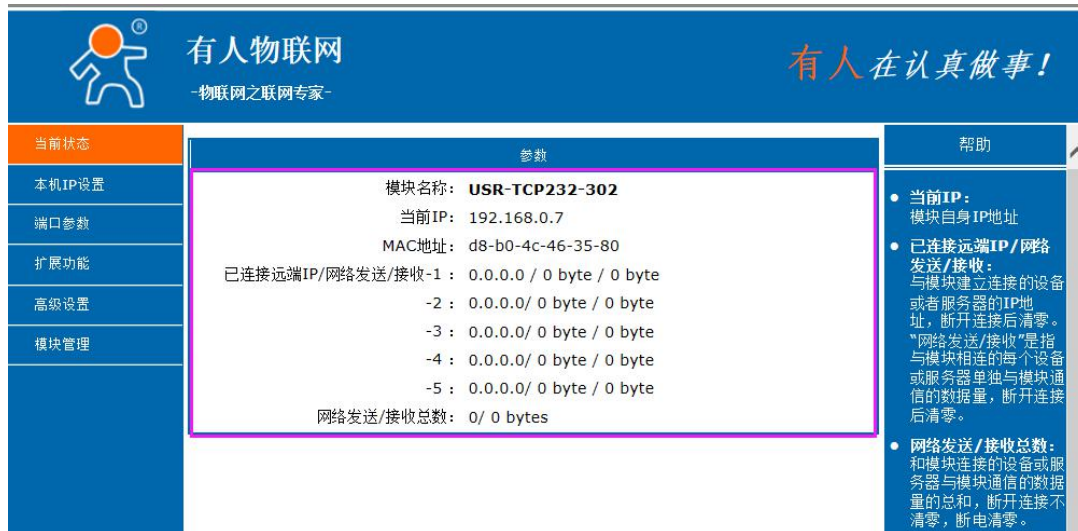 ®
有人物联网
-物联网之联网专家-
有人在认真做事!
当前状态
本机IP设置
端口参数
扩展功能
高级设置
模块管理
参数
模块名称: USR-TCP232-302
当前IP: 192.168.0.7
MAC地址: d8-b0-4c-46-35-80
已连接远端IP/网络发送/接收-1 : 0.0.0.0 / 0 byte / 0 byte
-2 : 0.0.0.0/ 0 byte / 0 byte
-3 : 0.0.0.0/ 0 byte / 0 byte
-4 : 0.0.0.0/ 0 byte / 0 byte
-5 : 0.0.0.0/ 0 byte / 0 byte
网络发送/接收总数: 0/ 0 bytes
帮助
● 当前IP:
模块自身IP地址
● 已连接远端IP/网络
发送/接收:
与模块建立连接的设备
或者服务器的IP地
址,断开连接后清零。
“网络发送/接收”是指
与模块相连的每个设备
或服务器单独与模块通
信的数据量,断开连接
后清零。
● 网络发送/接收总数:
和模块连接的设备或服
务器与模块通信的数据
量的总和,断开连接不
清零,断电清零。